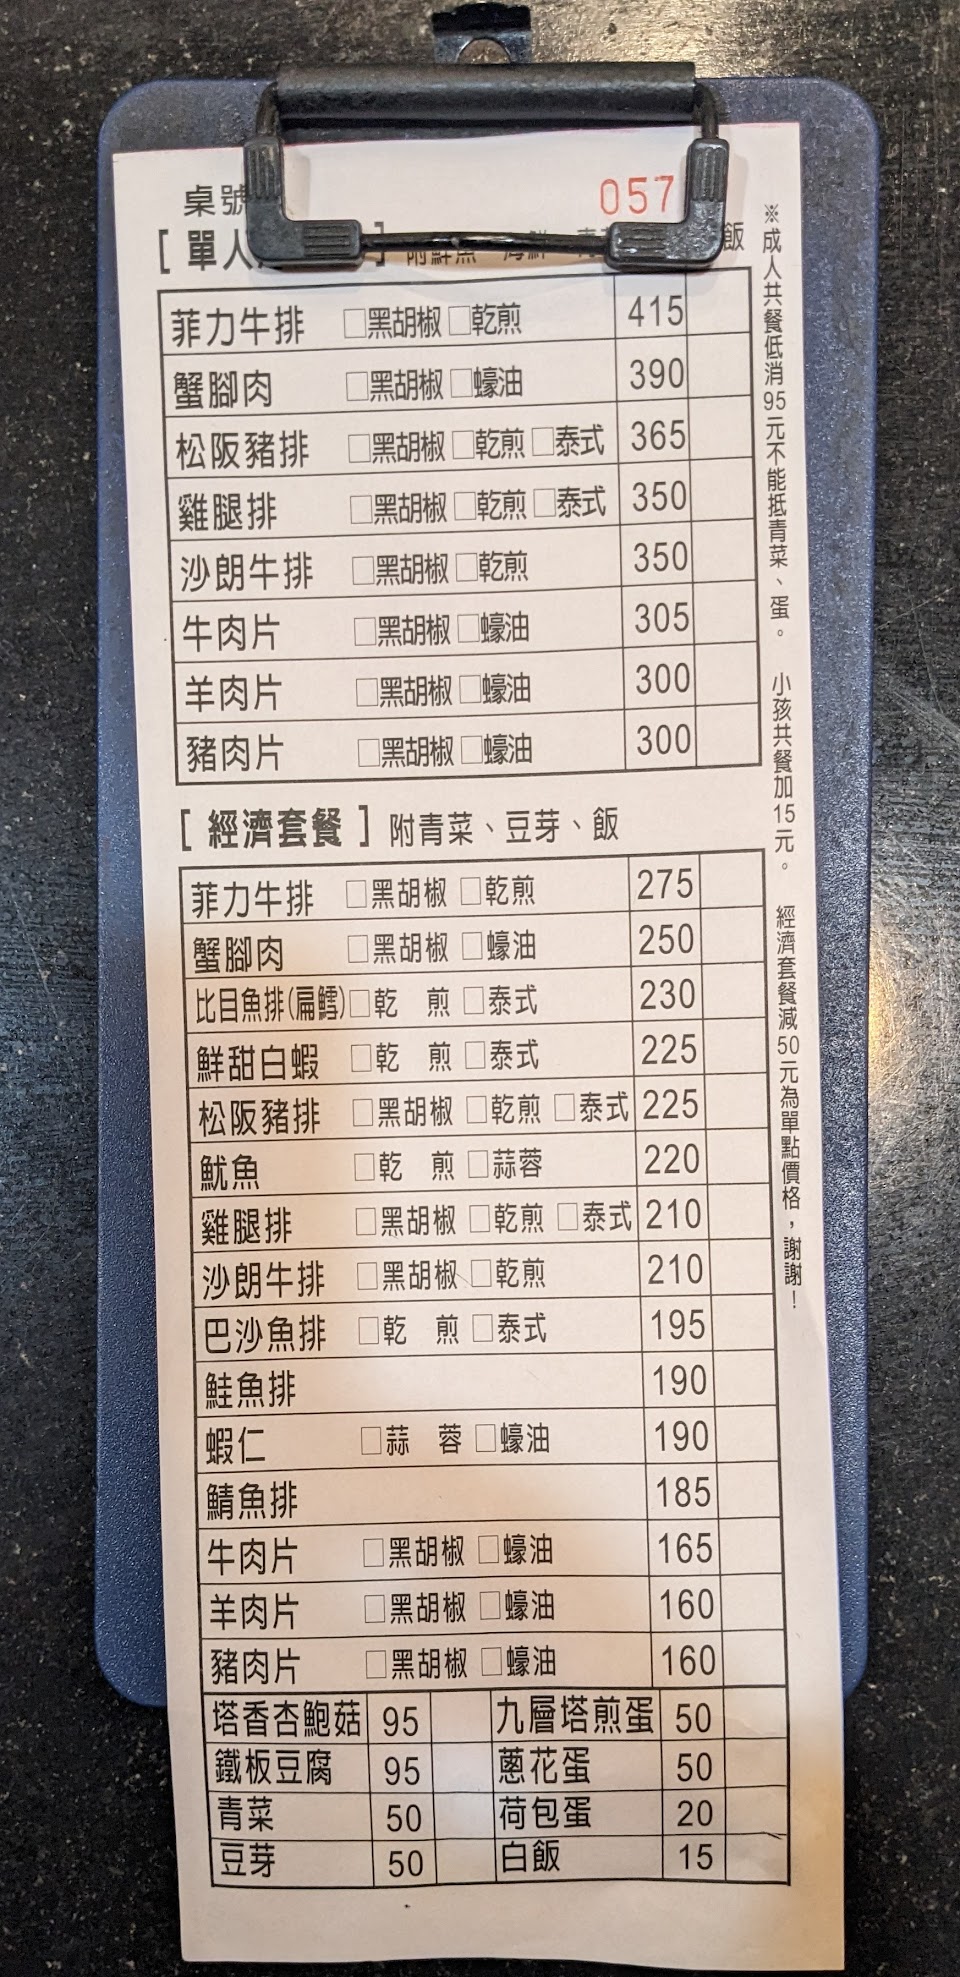 桌號
057
[ 單人
] 附鮮魚 海鮮
飯
菲力牛排 □黑胡椒 □乾煎 415
蟹腳肉 □黑胡椒 □蠔油 390
松阪豬排 □黑胡椒 □乾煎 □泰式 365
雞腿排 □黑胡椒 □乾煎 □泰式 350
沙朗牛排 □黑胡椒 □乾煎 350
牛肉片 □黑胡椒 □蠔油 305
羊肉片 □黑胡椒 □蠔油 300
豬肉片 □黑胡椒 □蠔油 300
[ 經濟套餐 ] 附青菜、豆芽、飯
菲力牛排 □黑胡椒 □乾煎 275
蟹腳肉 □黑胡椒 □蠔油 250
比目魚排(扁鱈) □乾 煎 □泰式 230
鮮甜白蝦 □乾 煎 □泰式 225
松阪豬排 □黑胡椒 □乾煎 □泰式 225
魷魚 □乾 煎 □蒜蓉 220
雞腿排 □黑胡椒 □乾煎 □泰式 210
沙朗牛排 □黑胡椒 □乾煎 210
巴沙魚排 □乾 煎 □泰式 195
鮭魚排 190
蝦仁 □蒜 蓉 □蠔油 190
鯖魚排 185
牛肉片 □黑胡椒 □蠔油 165
羊肉片 □黑胡椒 □蠔油 160
豬肉片 □黑胡椒 □蠔油 160
塔香杏鮑菇 95 九層塔煎蛋 50
鐵板豆腐 95 蔥花蛋 50
青菜 50 荷包蛋 20
豆芽 50 白飯 15
※成人共餐低消95元不能抵青菜、蛋。 小孩共餐加15元。 經濟套餐減50元為單點價格,謝謝!